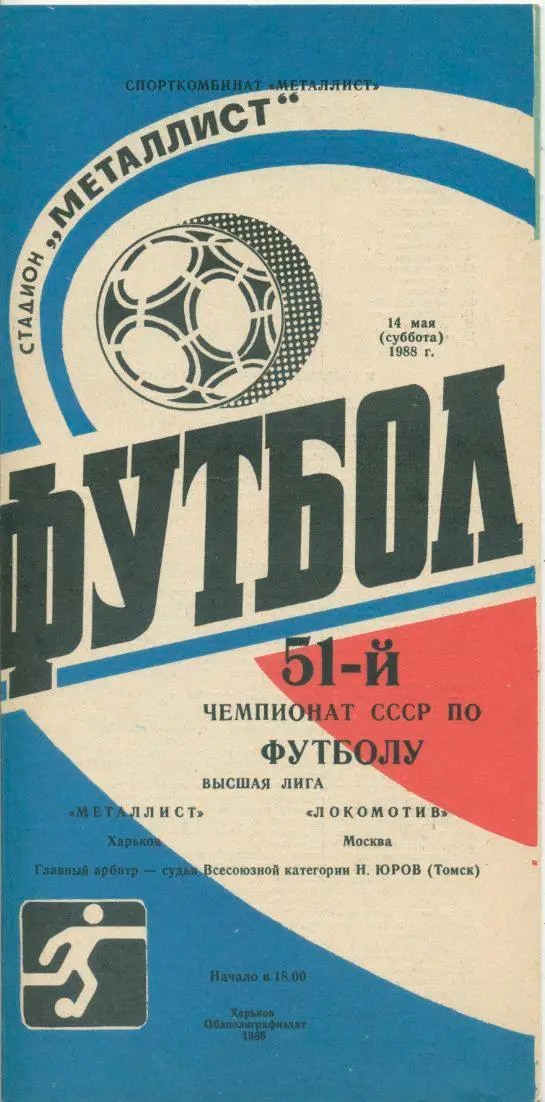 СПОРТКОМБИНАТ «МЕТАЛЛИСТ»
СТАДИОН „МЕТАЛЛИСТ“
14 мая
(суббота)
1988 г.
ФУТБОЛ
51-й
ЧЕМПИОНАТ СССР ПО
ФУТБОЛУ
ВЫСШАЯ ЛИГА
«МЕТАЛЛИСТ» «ЛОКОМОТИВ»
Харьков Москва
Главный арбитр — судья Всесоюзной категории Н. ЮРОВ (Томск)
Начало в 18.00
Харьков
Облполиграфиздат
1988